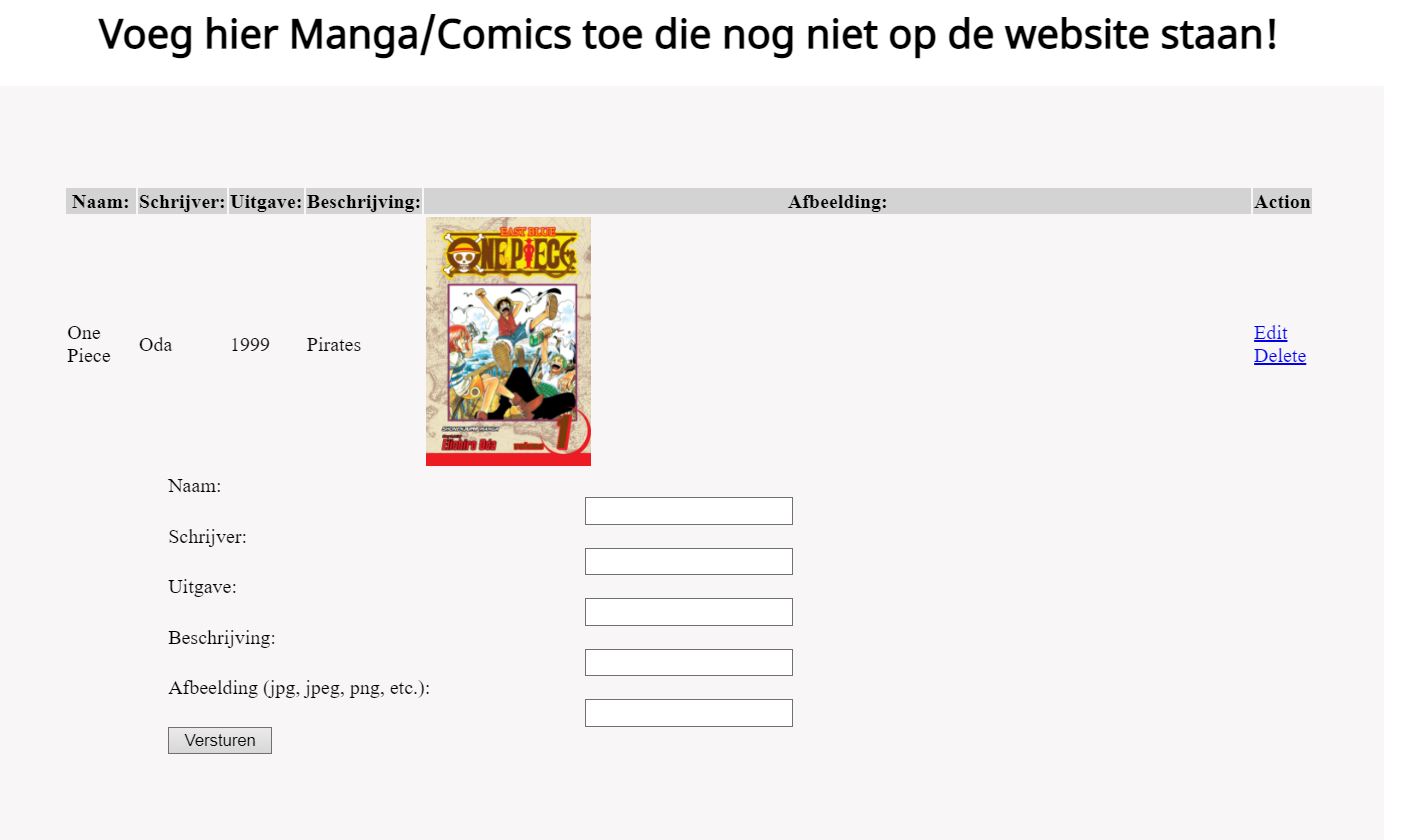 Voeg hier Manga/Comics toe die nog niet op de website staan!
Naam: Schrijver: Uitgave: Beschrijving: Afbeelding: Action
EAST BLUE
ONE PIECE
One
Piece
Oda
1999
Pirates
Edit
Delete
SHONEN JUMP MANGA
Eiichiro Oda
volume 1
Naam:
Schrijver:
Uitgave:
Beschrijving:
Afbeelding (jpg, jpeg, png, etc.):
Versturen